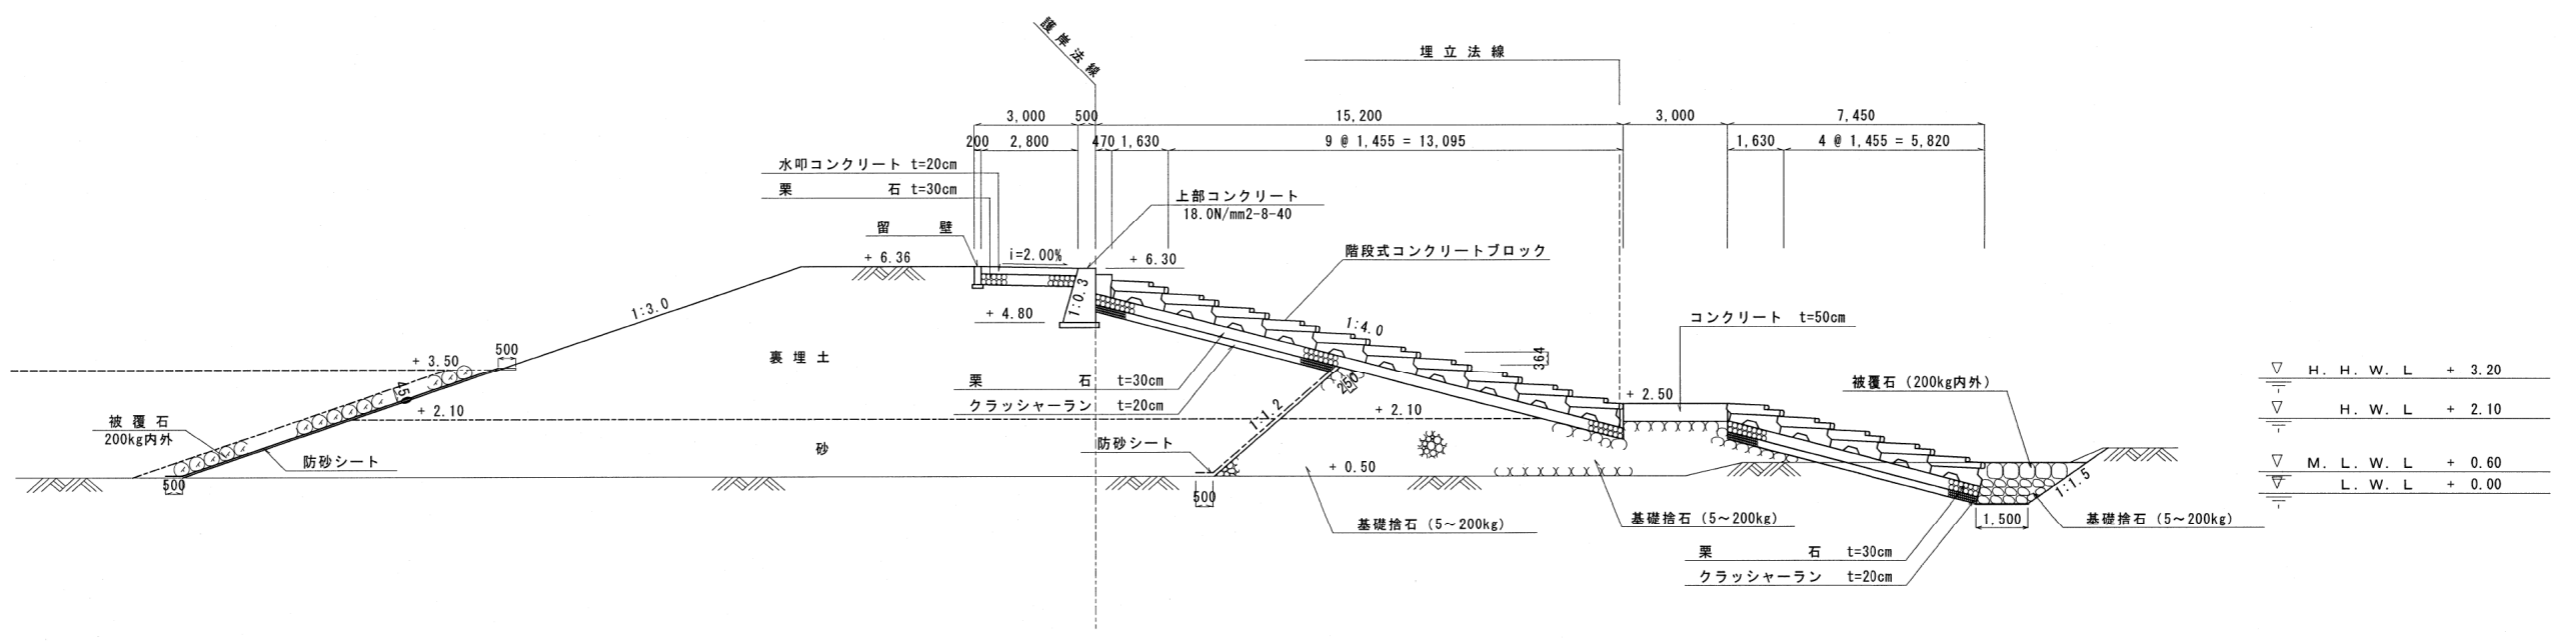 護岸法線
埋立法線
3,000
500
15,200
3,000
7,450
200
2,800
470
1,630
9 @ 1,455 = 13,095
1,630
4 @ 1,455 = 5,820
水叩コンクリート t=20cm
栗 石 t=30cm
留 壁
上部コンクリート
18.0N/mm2-8-40
階段式コンクリートブロック
+ 6.36
i=2.00%
+ 6.30
1:0.3
+ 4.80
1:3.0
1:4.0
364
コンクリート t=50cm
裏埋土
+ 3.50
500
450
+ 2.10
被覆石
200kg内外
防砂シート
500
栗 石 t=30cm
クラッシャーラン t=20cm
250
1:1.2
+ 2.10
+ 2.50
被覆石(200kg内外)
防砂シート
砂
+ 0.50
500
基礎捨石(5～200kg)
基礎捨石(5～200kg)
1:1.5
1,500
基礎捨石(5～200kg)
栗 石 t=30cm
クラッシャーラン t=20cm
H. H. W. L + 3.20
H. W. L + 2.10
M. L. W. L + 0.60
L. W. L + 0.00